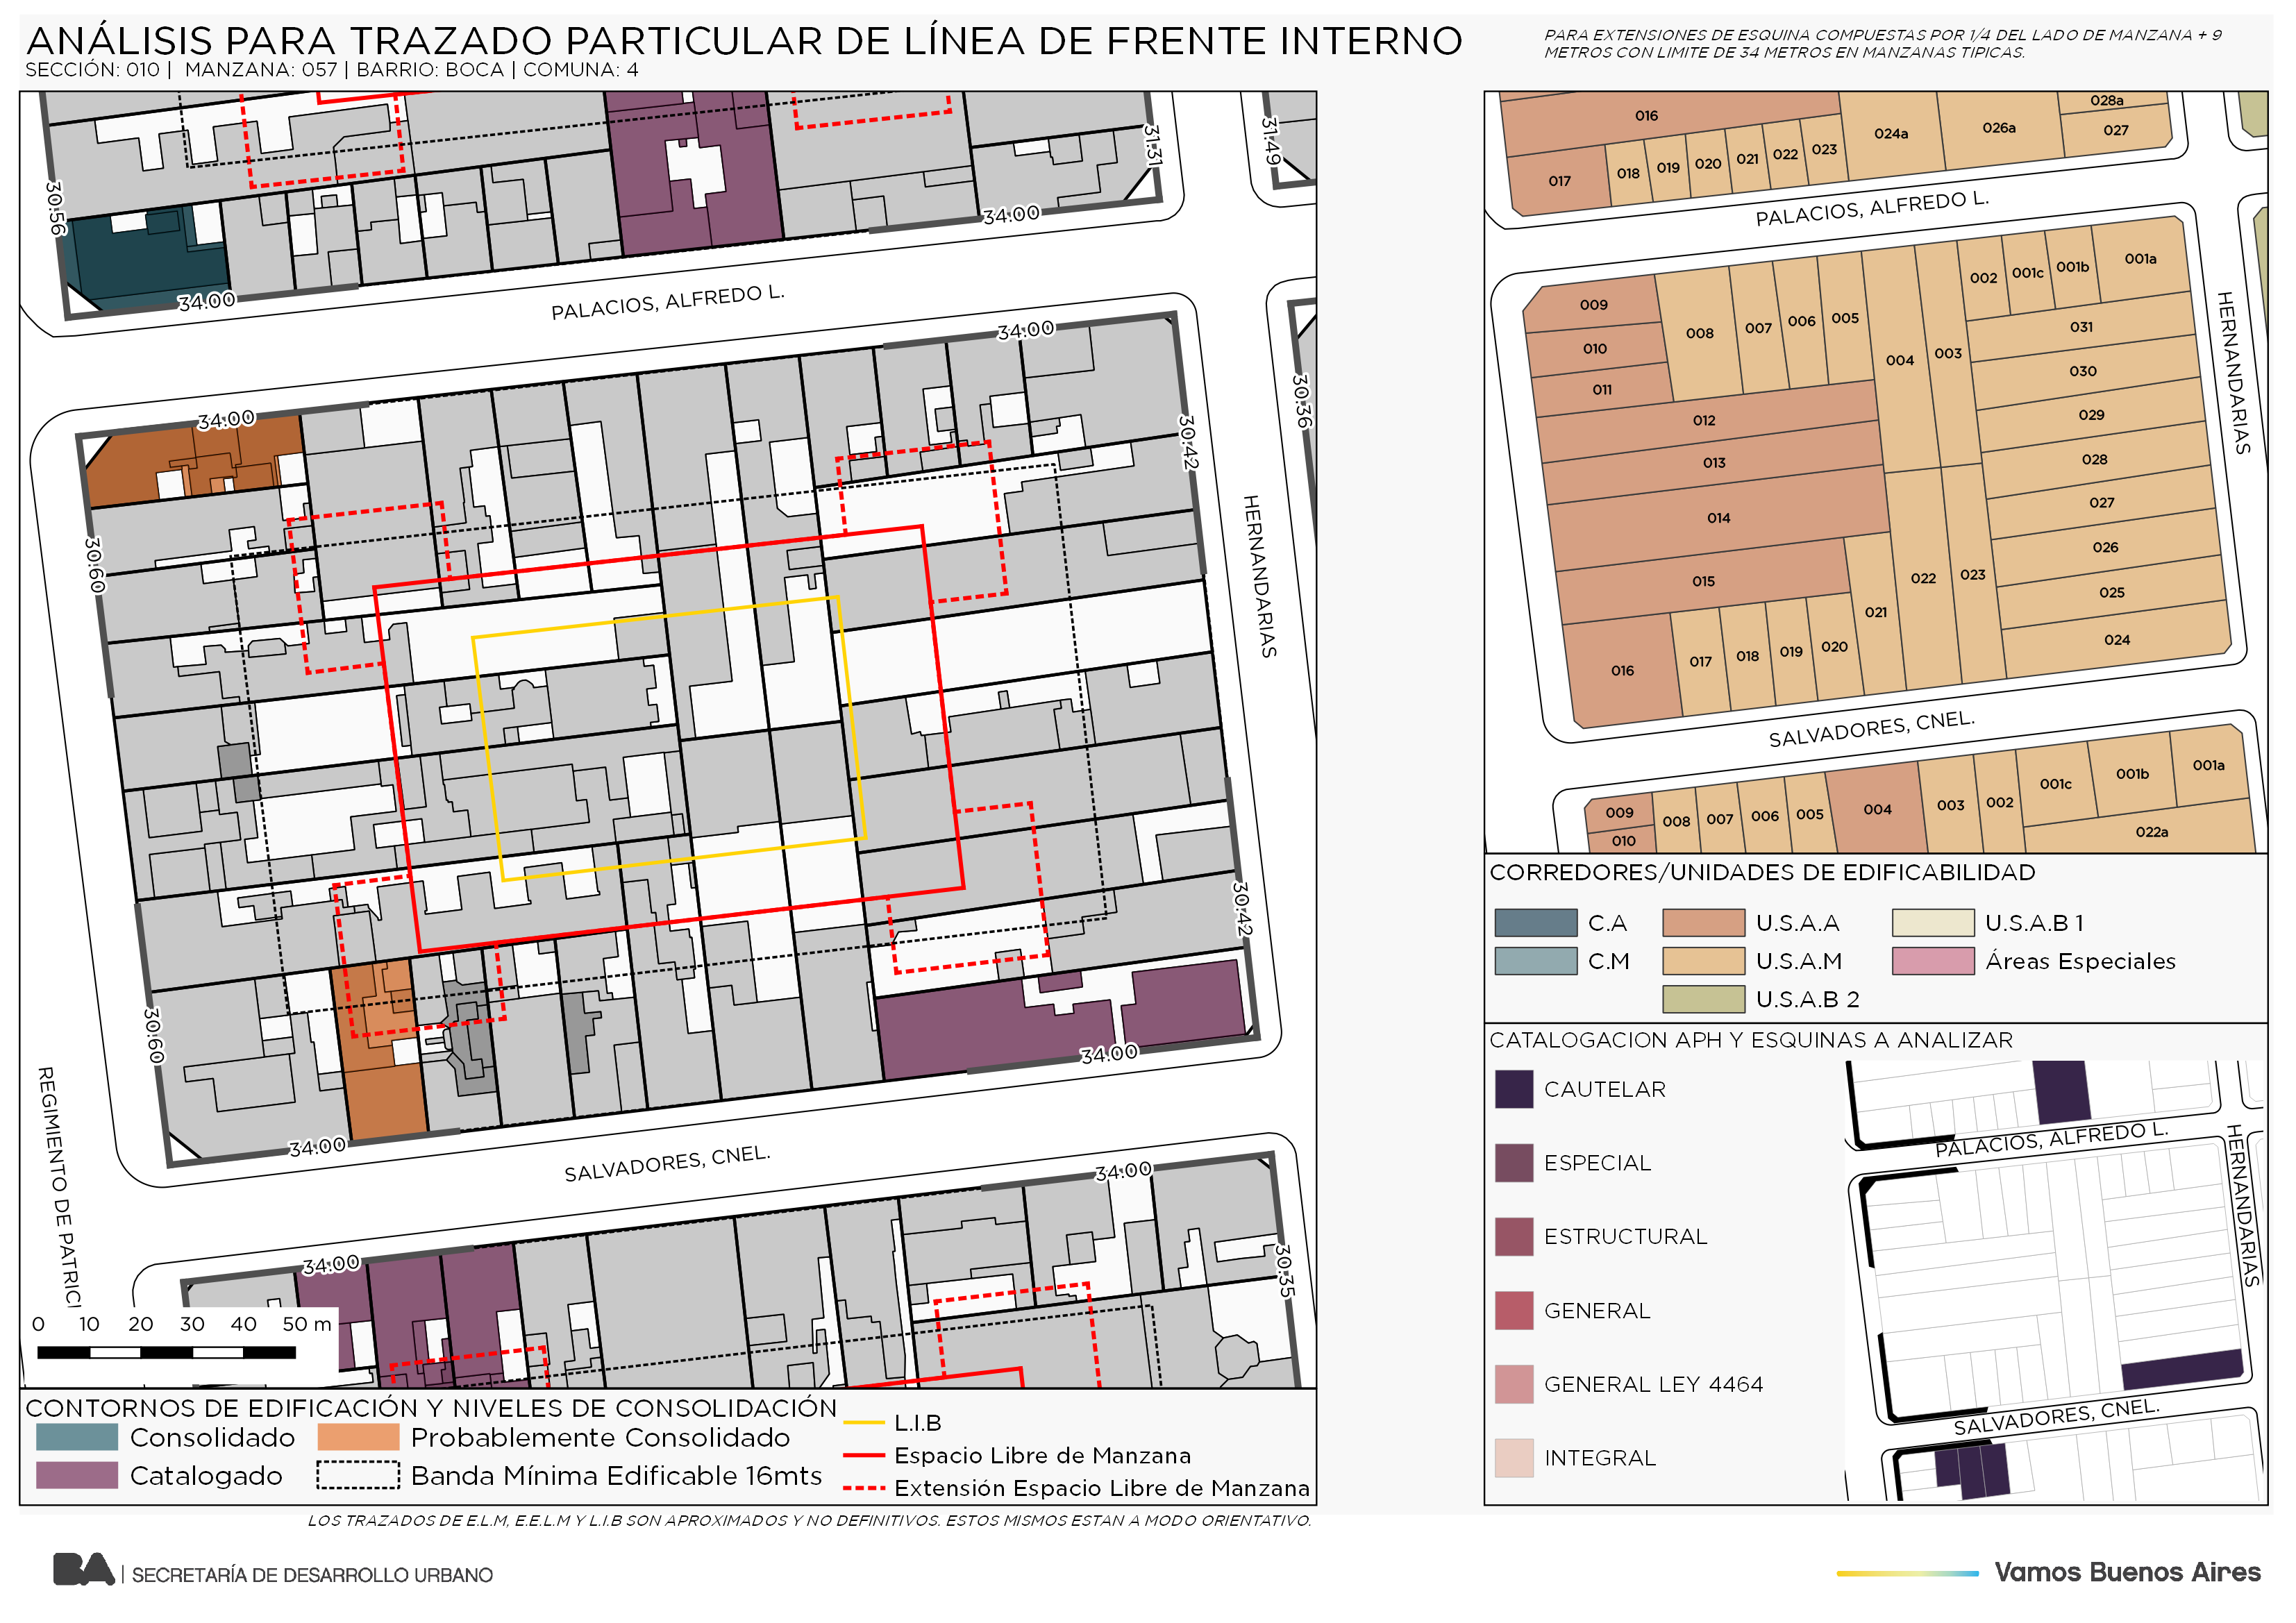 ANÁLISIS PARA TRAZADO PARTICULAR DE LÍNEA DE FRENTE INTERNO
SECCIÓN: 010 | MANZANA: 057 | BARRIO: BOCA | COMUNA: 4
PARA EXTENSIONES DE ESQUINA COMPUESTAS POR 1/4 DEL LADO DE MANZANA + 9
METROS CON LIMITE DE 34 METROS EN MANZANAS TIPICAS.
30.56
31.31
31.49
34.00
34.00
PALACIOS, ALFREDO L.
34.00
34.00
30.36
30.42
30.60
HERNANDARIAS
30.42
30.60
34.00
34.00
REGIMIENTO DE PATRICI
SALVADORES, CNEL.
34.00
34.00
30.35
0 10 20 30 40 50 m
CONTORNOS DE EDIFICACIÓN Y NIVELES DE CONSOLIDACIÓN
Consolidado
Probablemente Consolidado
Catalogado
Banda Mínima Edificable 16mts
L.I.B
Espacio Libre de Manzana
Extensión Espacio Libre de Manzana
LOS TRAZADOS DE E.L.M, E.E.L.M Y L.I.B SON APROXIMADOS Y NO DEFINITIVOS. ESTOS MISMOS ESTAN A MODO ORIENTATIVO.
016
017
018
019
020
021
022
023
024a
026a
028a
027
PALACIOS, ALFREDO L.
009
010
011
008
007
006
005
004
003
002
001c
001b
001a
031
030
029
028
027
026
025
024
012
013
014
015
016
017
018
019
020
021
022
023
HERNANDARIAS
SALVADORES, CNEL.
009
010
008
007
006
005
004
003
002
001c
001b
001a
022a
CORREDORES/UNIDADES DE EDIFICABILIDAD
C.A
U.S.A.A
U.S.A.B 1
C.M
U.S.A.M
Áreas Especiales
U.S.A.B 2
CATALOGACION APH Y ESQUINAS A ANALIZAR
CAUTELAR
ESPECIAL
ESTRUCTURAL
GENERAL
GENERAL LEY 4464
INTEGRAL
PALACIOS, ALFREDO L.
HERNANDARIAS
SALVADORES, CNEL.
BA | SECRETARÍA DE DESARROLLO URBANO
Vamos Buenos Aires